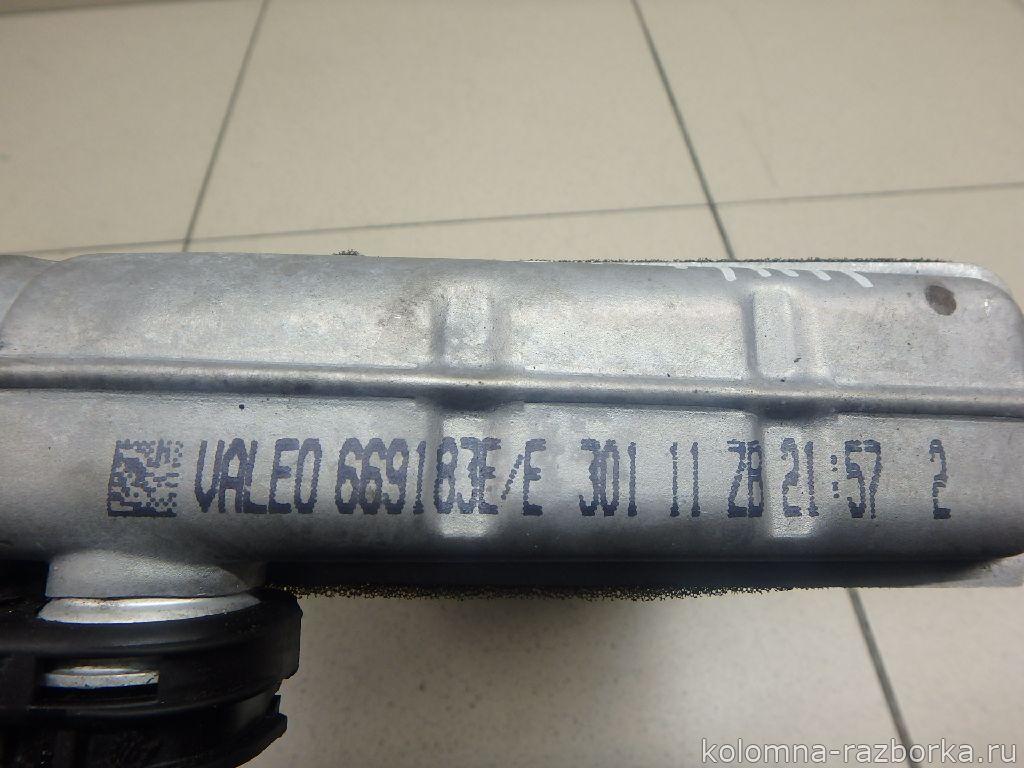 VALEO 669183E/E 301 11 ZB 21:57 2
kolomna-razborka.ru